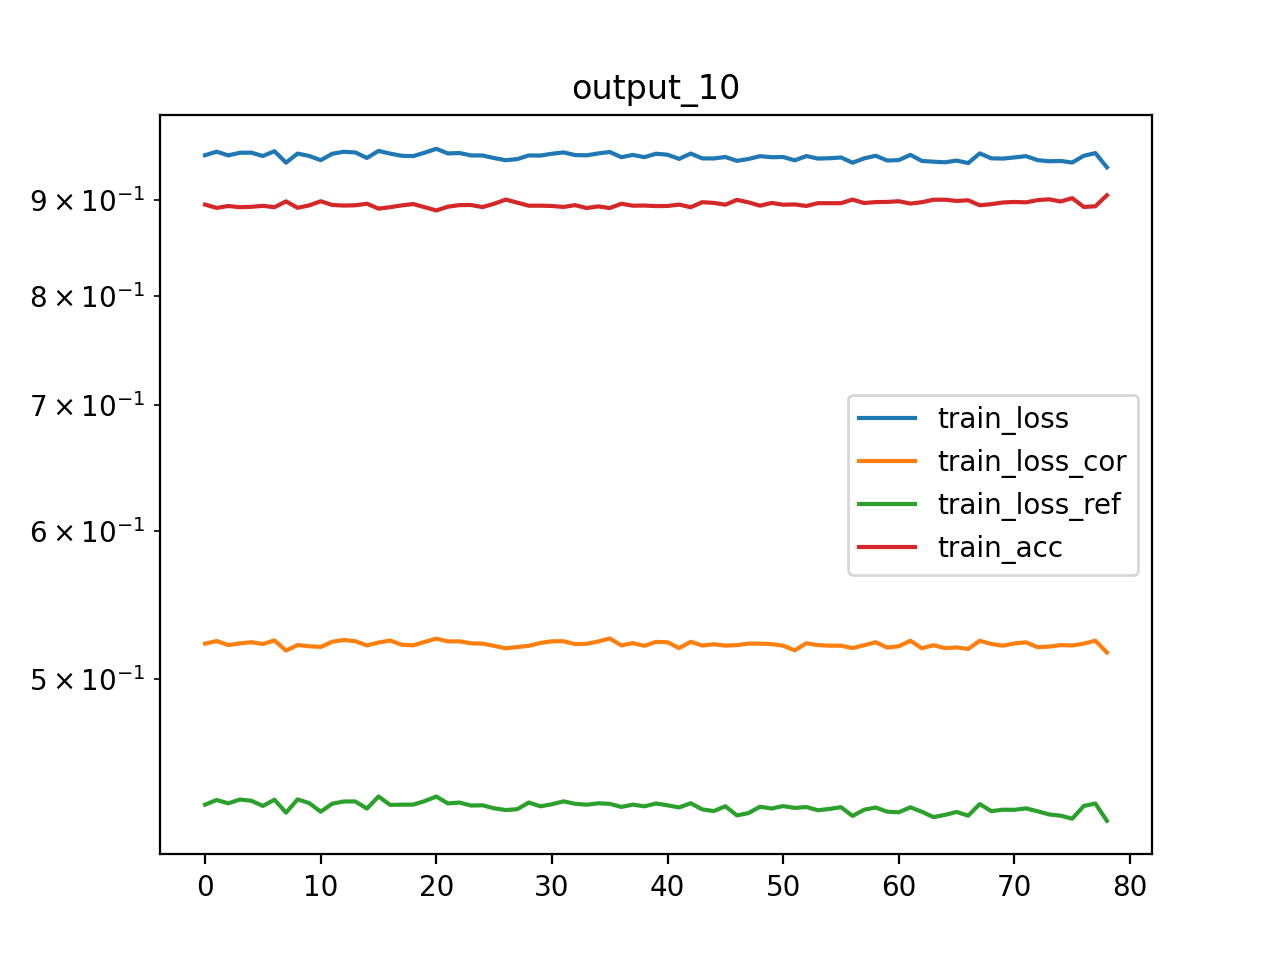 output_10
9 × 10⁻¹
8 × 10⁻¹
7 × 10⁻¹
6 × 10⁻¹
5 × 10⁻¹
train_loss
train_loss_cor
train_loss_ref
train_acc
0 10 20 30 40 50 60 70 80